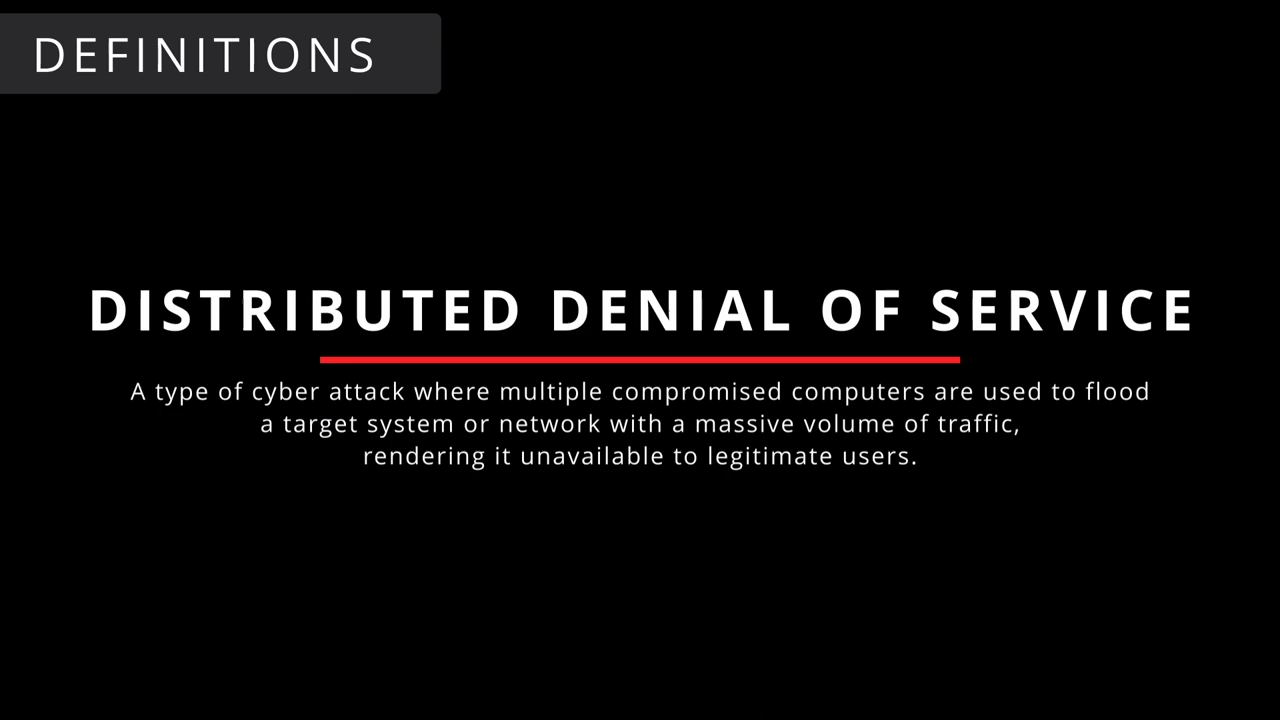 DEFINITIONS
DISTRIBUTED DENIAL OF SERVICE
A type of cyber attack where multiple compromised computers are used to flood
a target system or network with a massive volume of traffic,
rendering it unavailable to legitimate users.